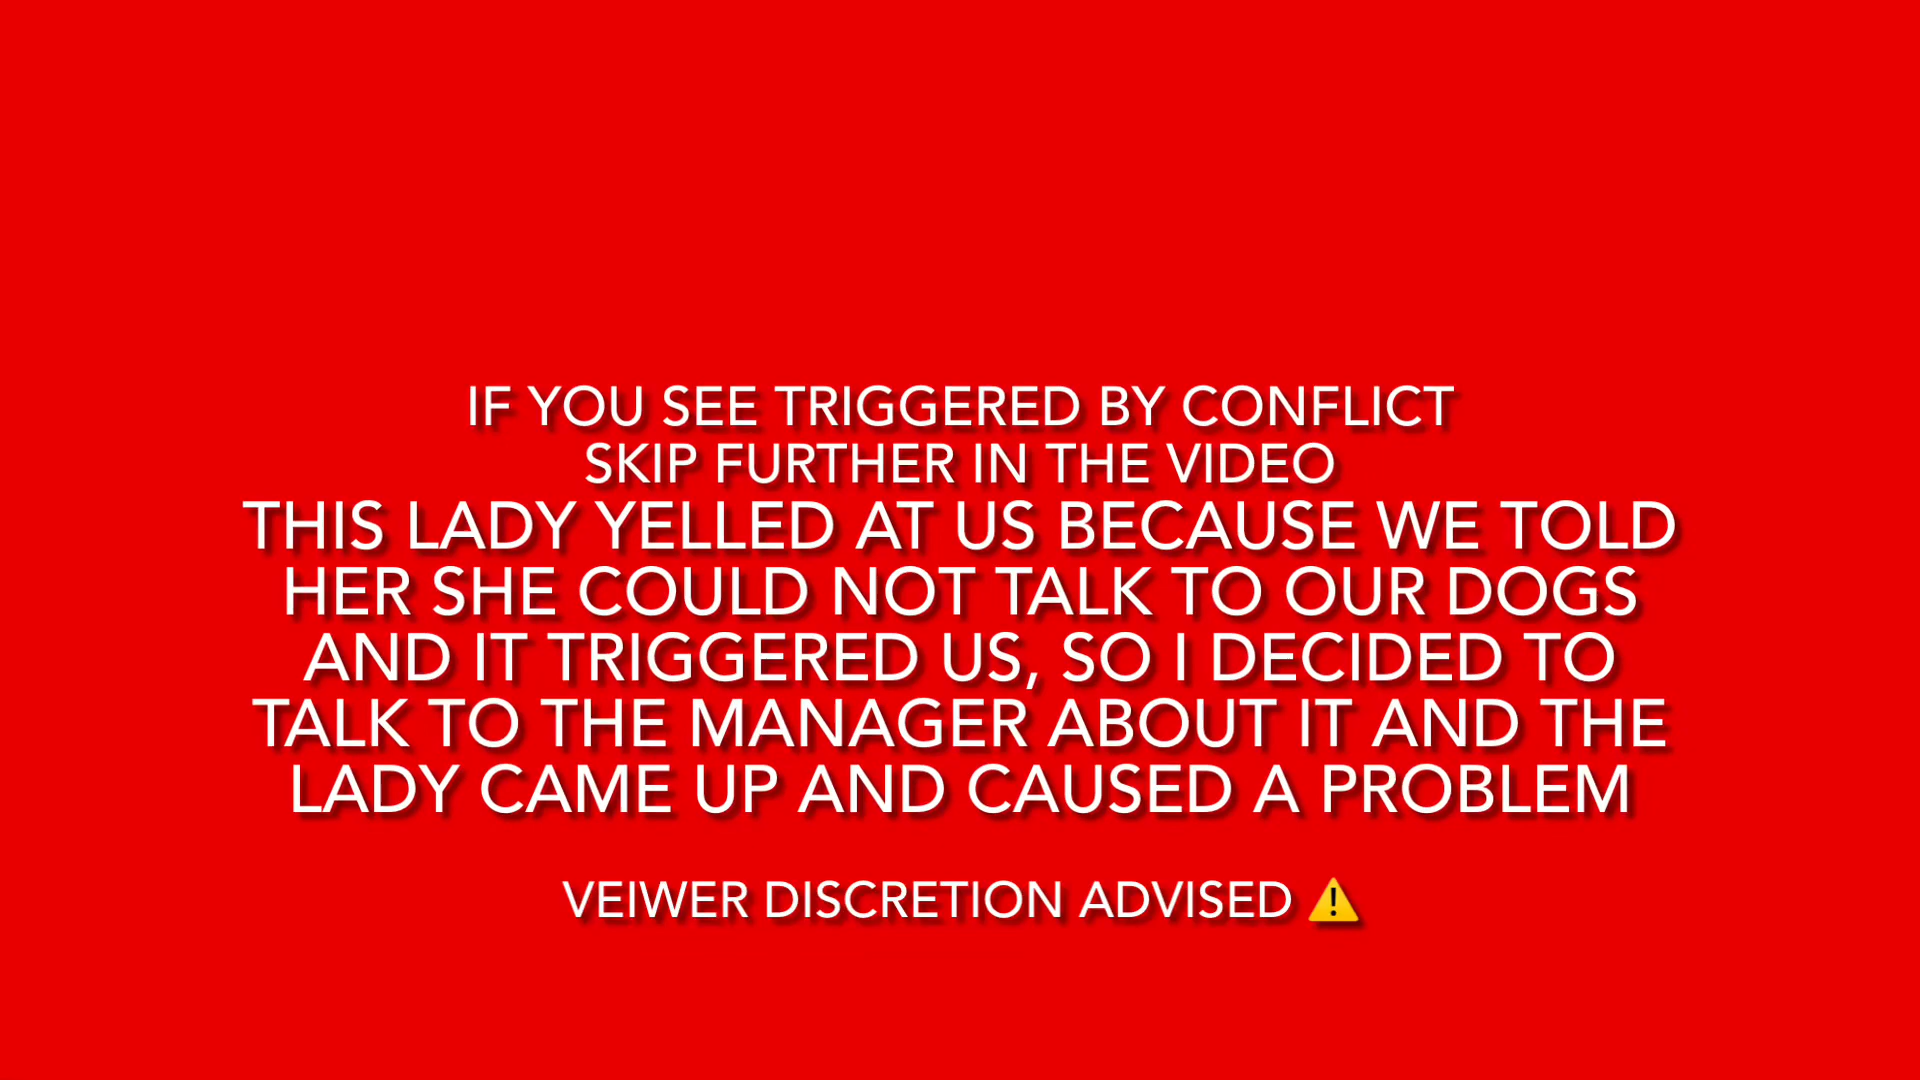 IF YOU SEE TRIGGERED BY CONFLICT
SKIP FURTHER IN THE VIDEO
THIS LADY YELLED AT US BECAUSE WE TOLD
HER SHE COULD NOT TALK TO OUR DOGS
AND IT TRIGGERED US, SO I DECIDED TO
TALK TO THE MANAGER ABOUT IT AND THE
LADY CAME UP AND CAUSED A PROBLEM
VEIWER DISCRETION ADVISED ⚠️